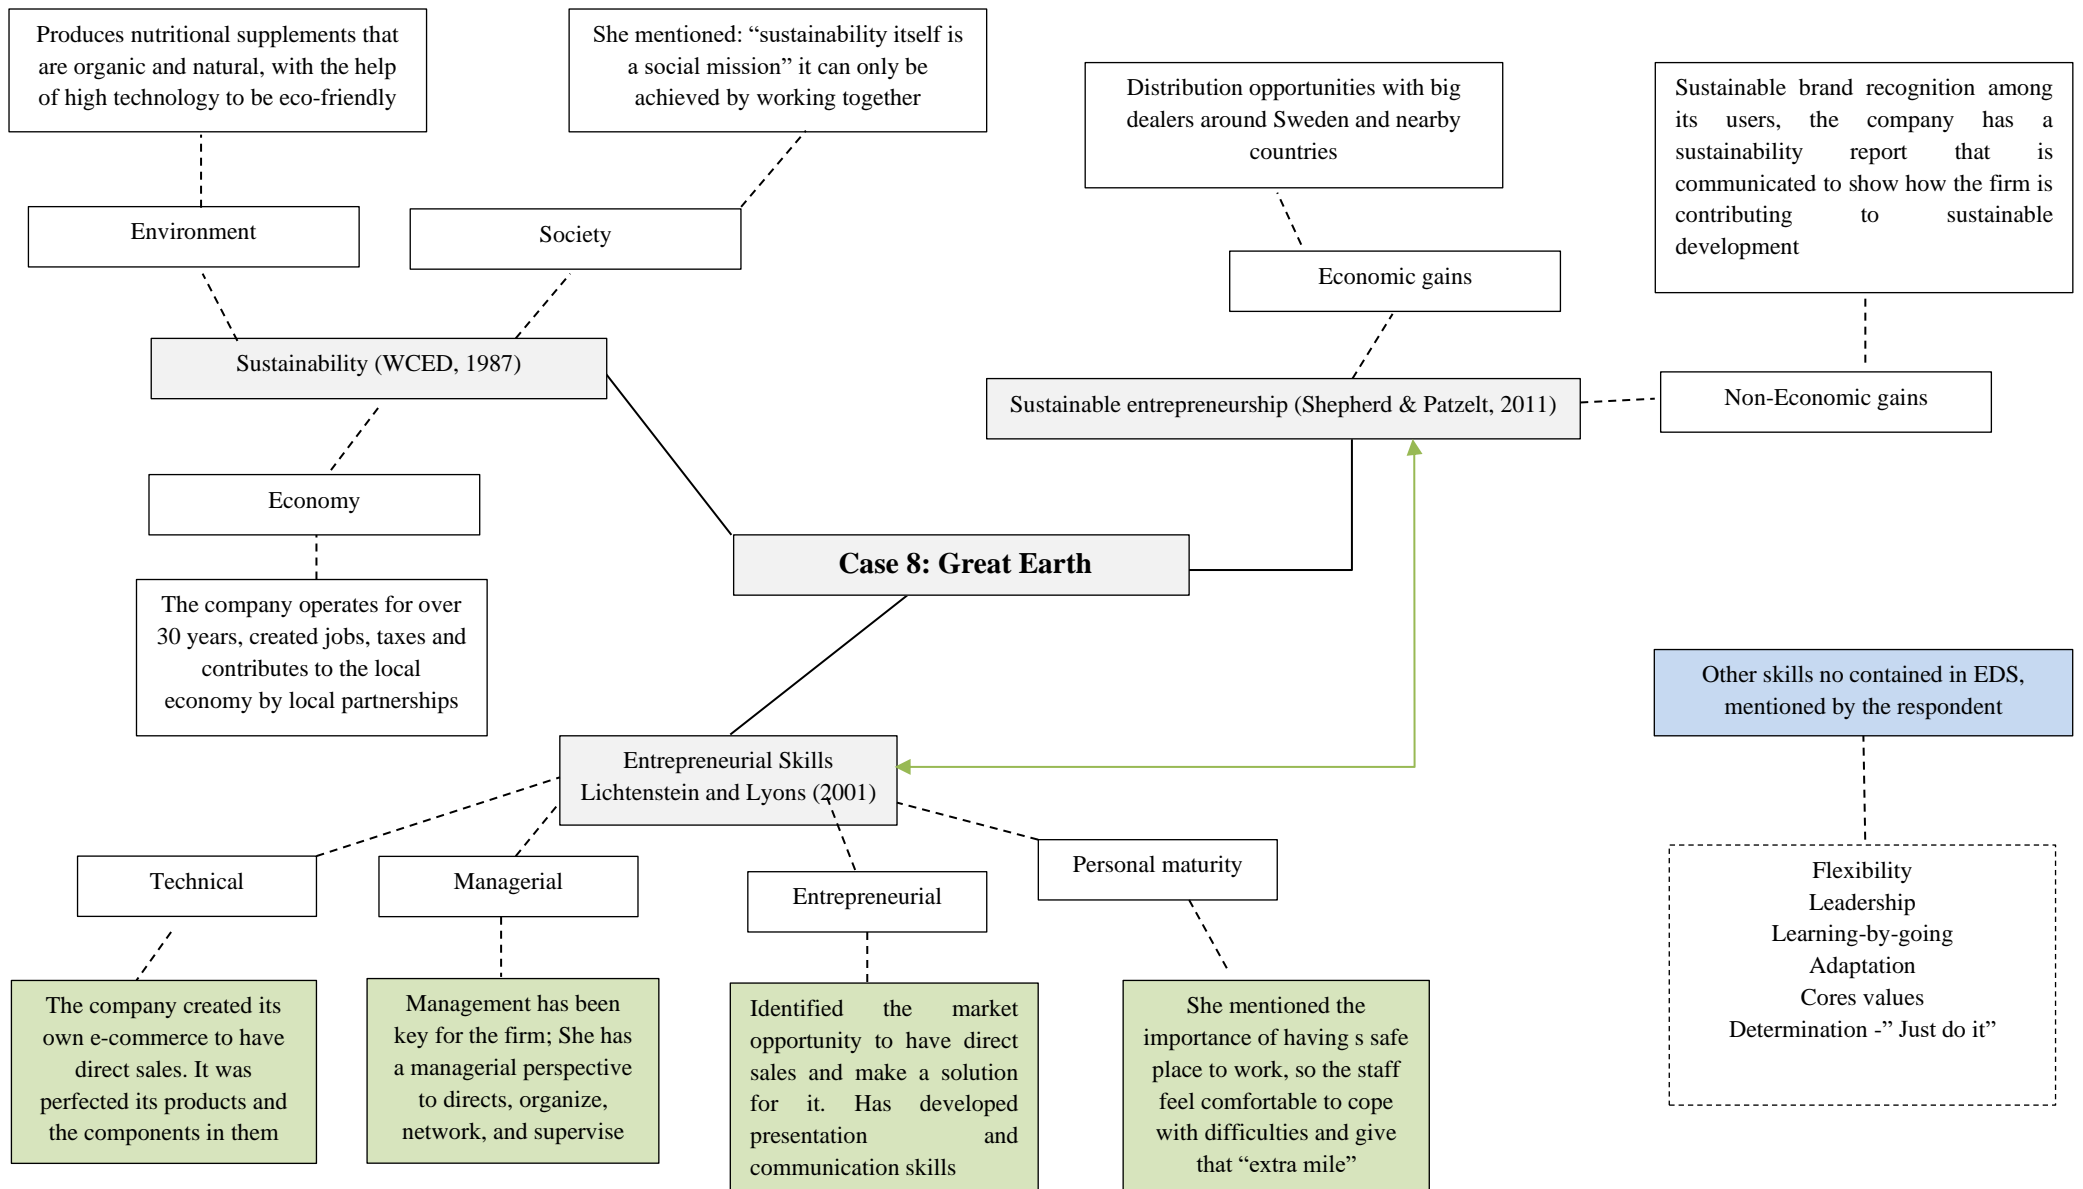 Produces nutritional supplements that
are organic and natural, with the help
of high technology to be eco-friendly
She mentioned: “sustainability itself is
a social mission” it can only be
achieved by working together
Distribution opportunities with big
dealers around Sweden and nearby
countries
Sustainable brand recognition among
its users, the company has a
sustainability report that is
communicated to show how the firm is
contributing to sustainable
development
Environment
Society
Economic gains
Sustainability (WCED, 1987)
Sustainable entrepreneurship (Shepherd & Patzelt, 2011)
Non-Economic gains
Economy
Case 8: Great Earth
The company operates for over
30 years, created jobs, taxes and
contributes to the local
economy by local partnerships
Other skills no contained in EDS,
mentioned by the respondent
Entrepreneurial Skills
Lichtenstein and Lyons (2001)
Technical
Managerial
Entrepreneurial
Personal maturity
Flexibility
Leadership
Learning-by-going
Adaptation
Cores values
Determination -” Just do it”
The company created its
own e-commerce to have
direct sales. It was
perfected its products and
the components in them
Management has been
key for the firm; She has
a managerial perspective
to directs, organize,
network, and supervise
Identified the market
opportunity to have direct
sales and make a solution
for it. Has developed
presentation and
communication skills
She mentioned the
importance of having s safe
place to work, so the staff
feel comfortable to cope
with difficulties and give
that “extra mile”